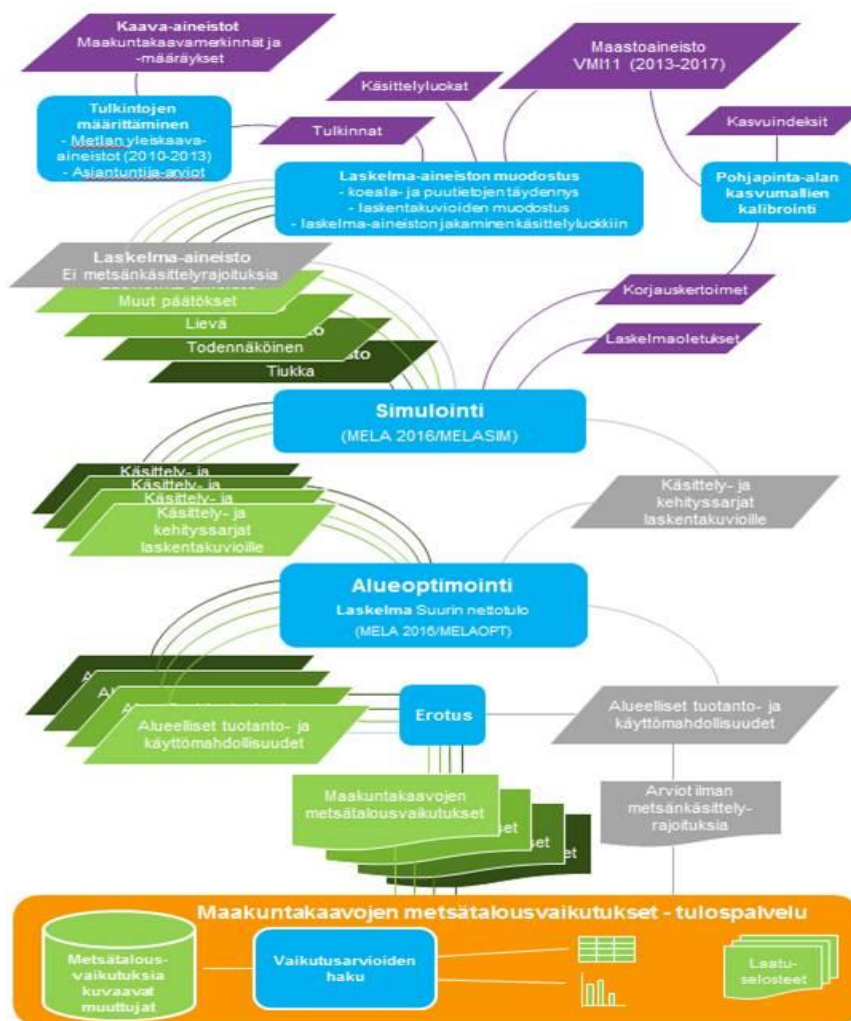 Kaava-aineistot
Maakuntakaavamerkinnät ja
-määräykset
Maastoaineisto
VMI11 (2013-2017)
Käsittelyluokat
Tulkintojen
määrittäminen
- Metlan yleiskaava-
aineistot (2010-2013)
- Asiantuntija-arviot
Tulkinnat
Kasvuindeksit
Laskelma-aineiston muodostus
- koeala- ja puutietojen täydennys
- laskentakuvioiden muodostus
- laskelma-aineiston jakaminen käsittelyluokkiin
Pohjapinta-alan
kasvumallien
kalibrointi
Laskelma-aineisto
Ei metsänkäsittelyrajoituksia
Muut päätökset
Lievä
Todennäköinen
Tiukka
Korjauskertoimet
Laskelmaoletukset
Simulointi
(MELA 2016/MELASIM)
Käsittely- ja
Käsittely- ja
Käsittely- ja
Käsittely- ja
kehityssarjat
laskentakuvioille
Käsittely- ja
kehityssarjat
laskentakuvioille
Alueoptimointi
Laskelma Suurin nettotulo
(MELA 2016/MELAOPT)
Alueelliset tuotanto- ja
käyttömahdollisuudet
Erotus
Alueelliset tuotanto- ja
käyttömahdollisuudet
Maakuntakaavojen
metsätalousvaikutukset
Arviot ilman
metsänkäsittely-
rajoituksia
Maakuntakaavojen metsätalousvaikutukset - tulospalvelu
Metsätalous-
vaikutuksia
kuvaavat
muuttujat
Vaikutusarvioiden
haku
Laatu-
selosteet